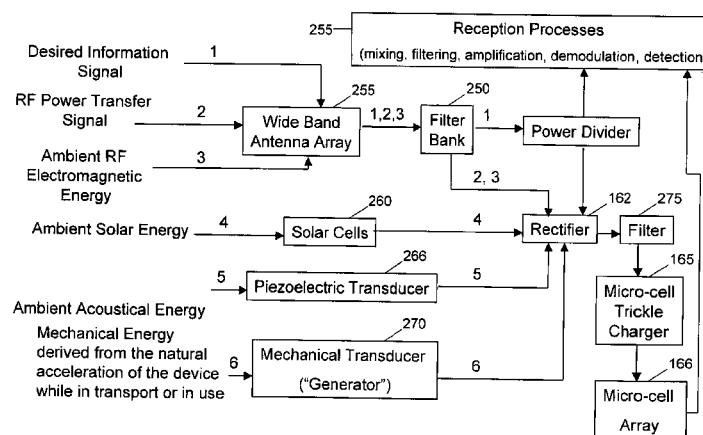 255
Reception Processes
(mixing, filtering, amplification, demodulation, detection
Desired Information
Signal
1
RF Power Transfer
Signal
2
255
Wide Band
Antenna Array
1,2,3
250
Filter
Bank
1
Power Divider
Ambient RF
Electromagnetic
Energy
3
2, 3
Ambient Solar Energy
4
260
Solar Cells
4
162
Rectifier
275
Filter
5
Ambient Acoustical Energy
266
Piezoelectric Transducer
5
165
Micro-cell
Trickle
Charger
Mechanical Energy
derived from the natural
acceleration of the device
while in transport or in use
6
270
Mechanical Transducer
("Generator")
6
166
Micro-cell
Array